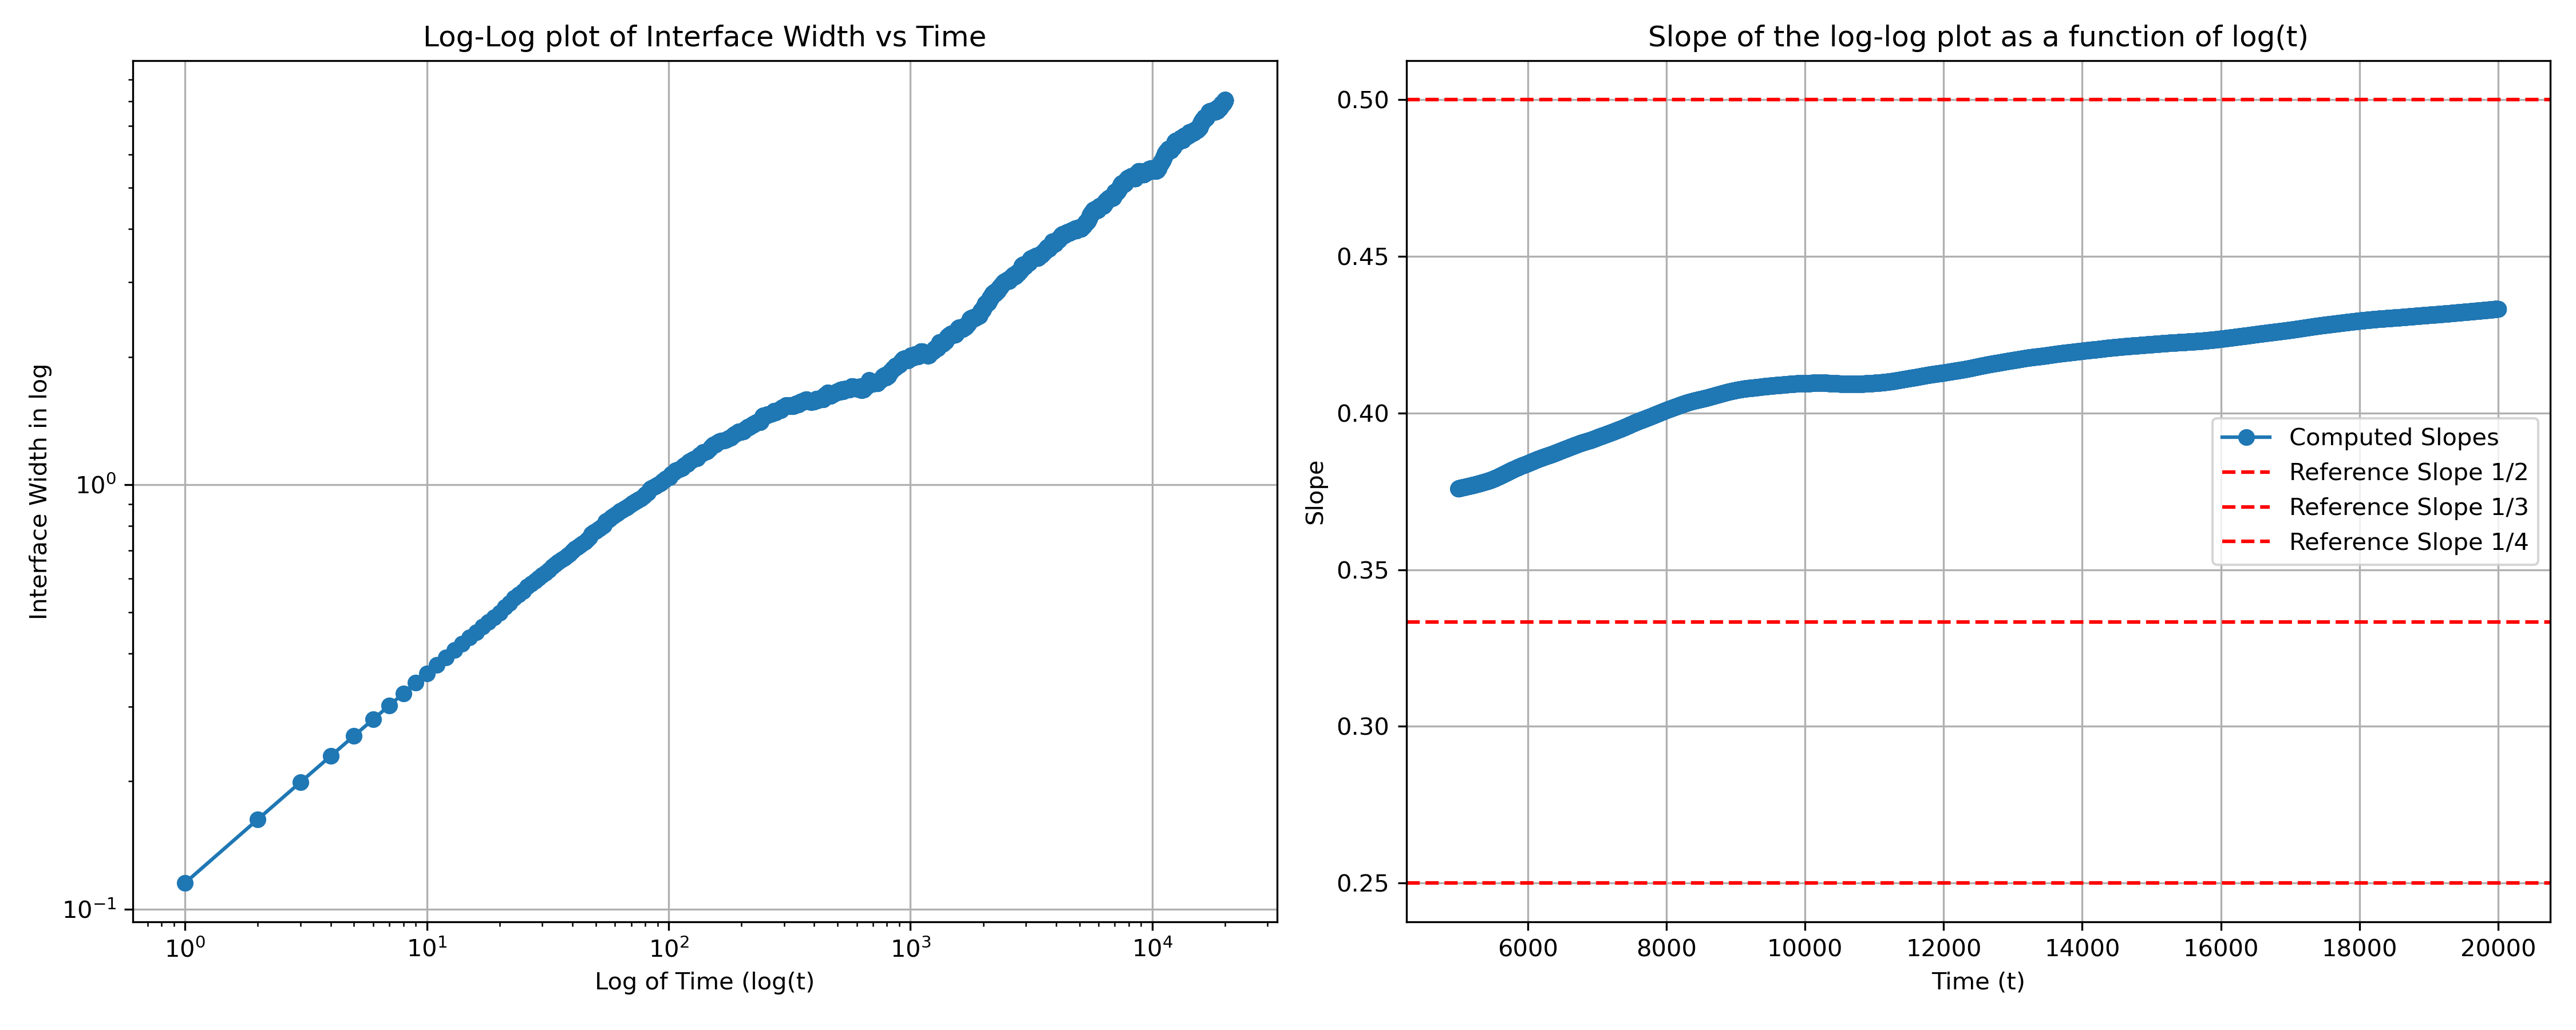 Log-Log plot of Interface Width vs Time
Interface Width in log
10⁰
10⁻¹
10⁰ 10¹ 10² 10³ 10⁴
Log of Time (log(t)
Slope of the log-log plot as a function of log(t)
Slope
0.50
0.45
0.40
0.35
0.30
0.25
Computed Slopes
Reference Slope 1/2
Reference Slope 1/3
Reference Slope 1/4
6000 8000 10000 12000 14000 16000 18000 20000
Time (t)